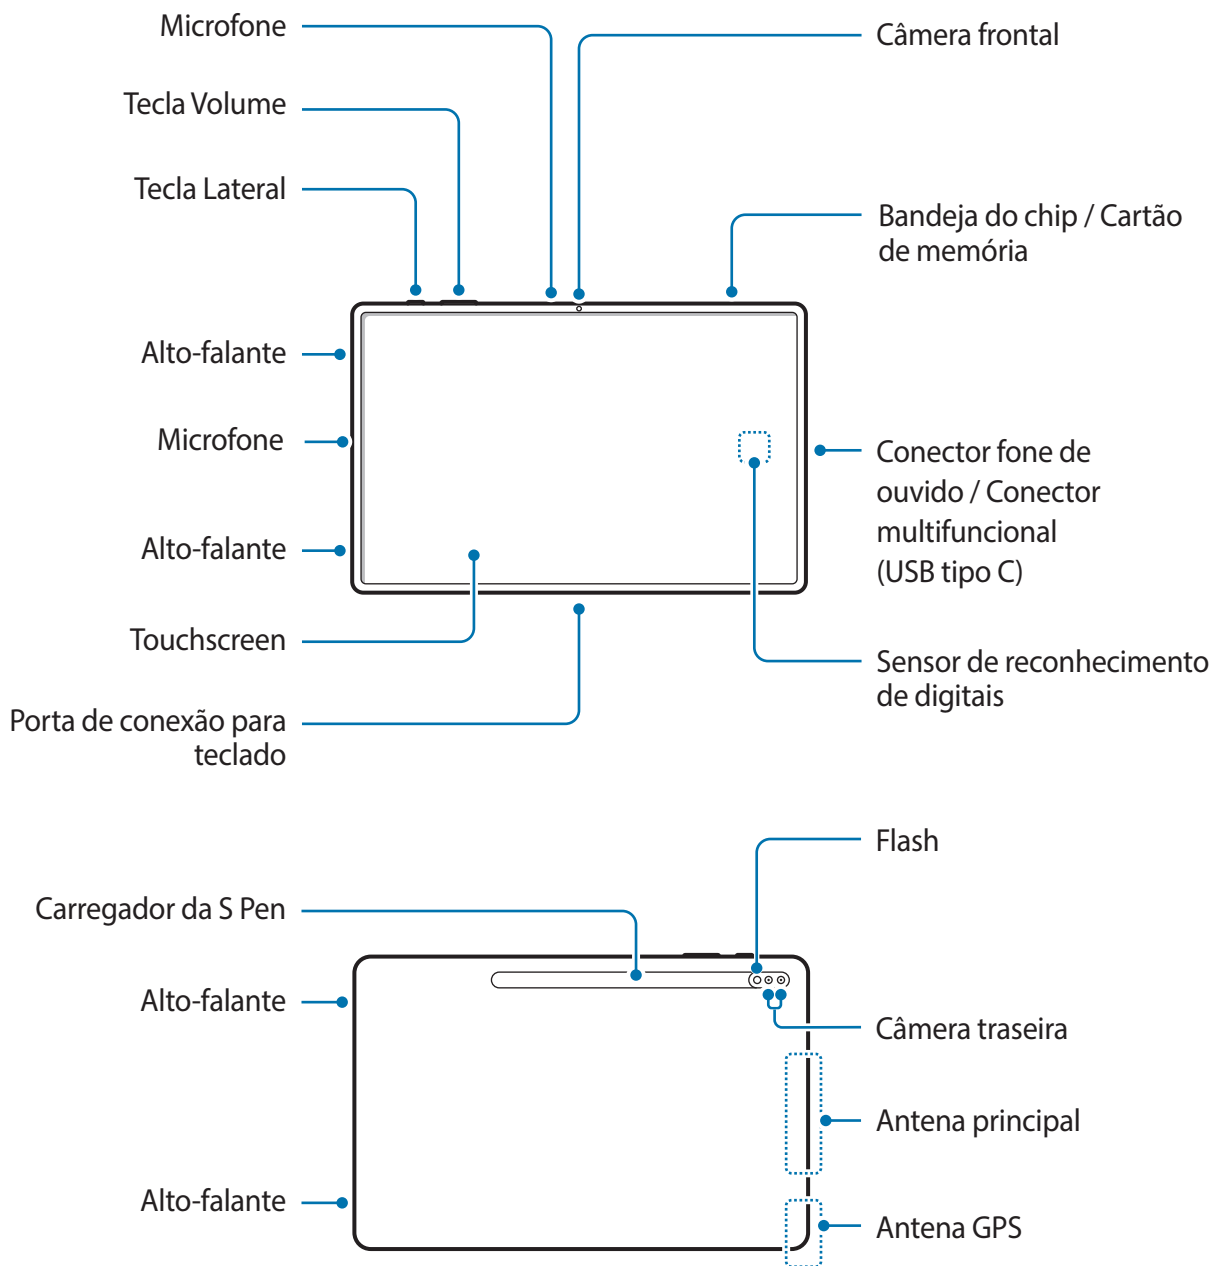 Microfone
Tecla Volume
Tecla Lateral
Alto-falante
Microfone
Alto-falante
Touchscreen
Porta de conexão para
teclado
Câmera frontal
Bandeja do chip / Cartão
de memória
Conector fone de
ouvido / Conector
multifuncional
(USB tipo C)
Sensor de reconhecimento
de digitais
Carregador da S Pen
Alto-falante
Alto-falante
Flash
Câmera traseira
Antena principal
Antena GPS